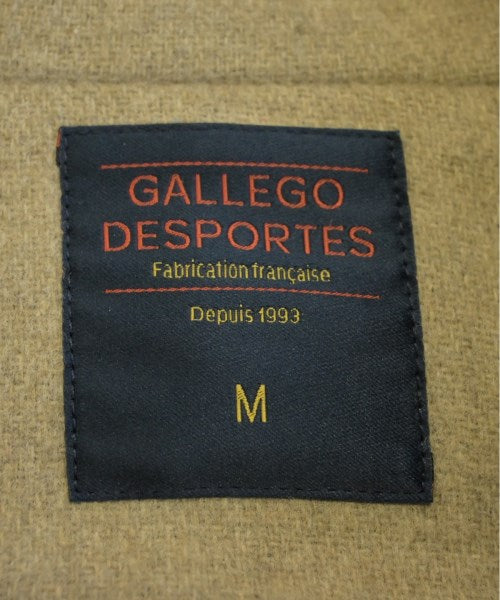 GALLEGO
DESPORTES
Fabrication française
Depuis 1993
M